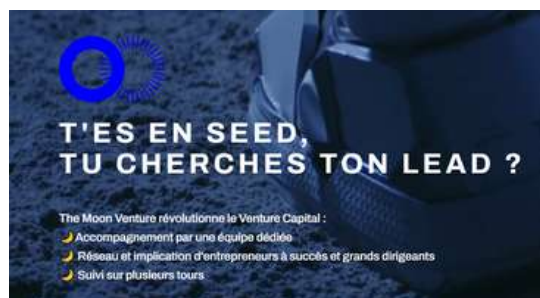 T'ES EN SEED,
TU CHERCHES TON LEAD ?
The Moon Venture révolutionne le Venture Capital :
🌙 Accompagnement par une équipe dédiée
🌙 Réseau et implication d'entrepreneurs à succès et grands dirigeants
🌙 Suivi sur plusieurs tours